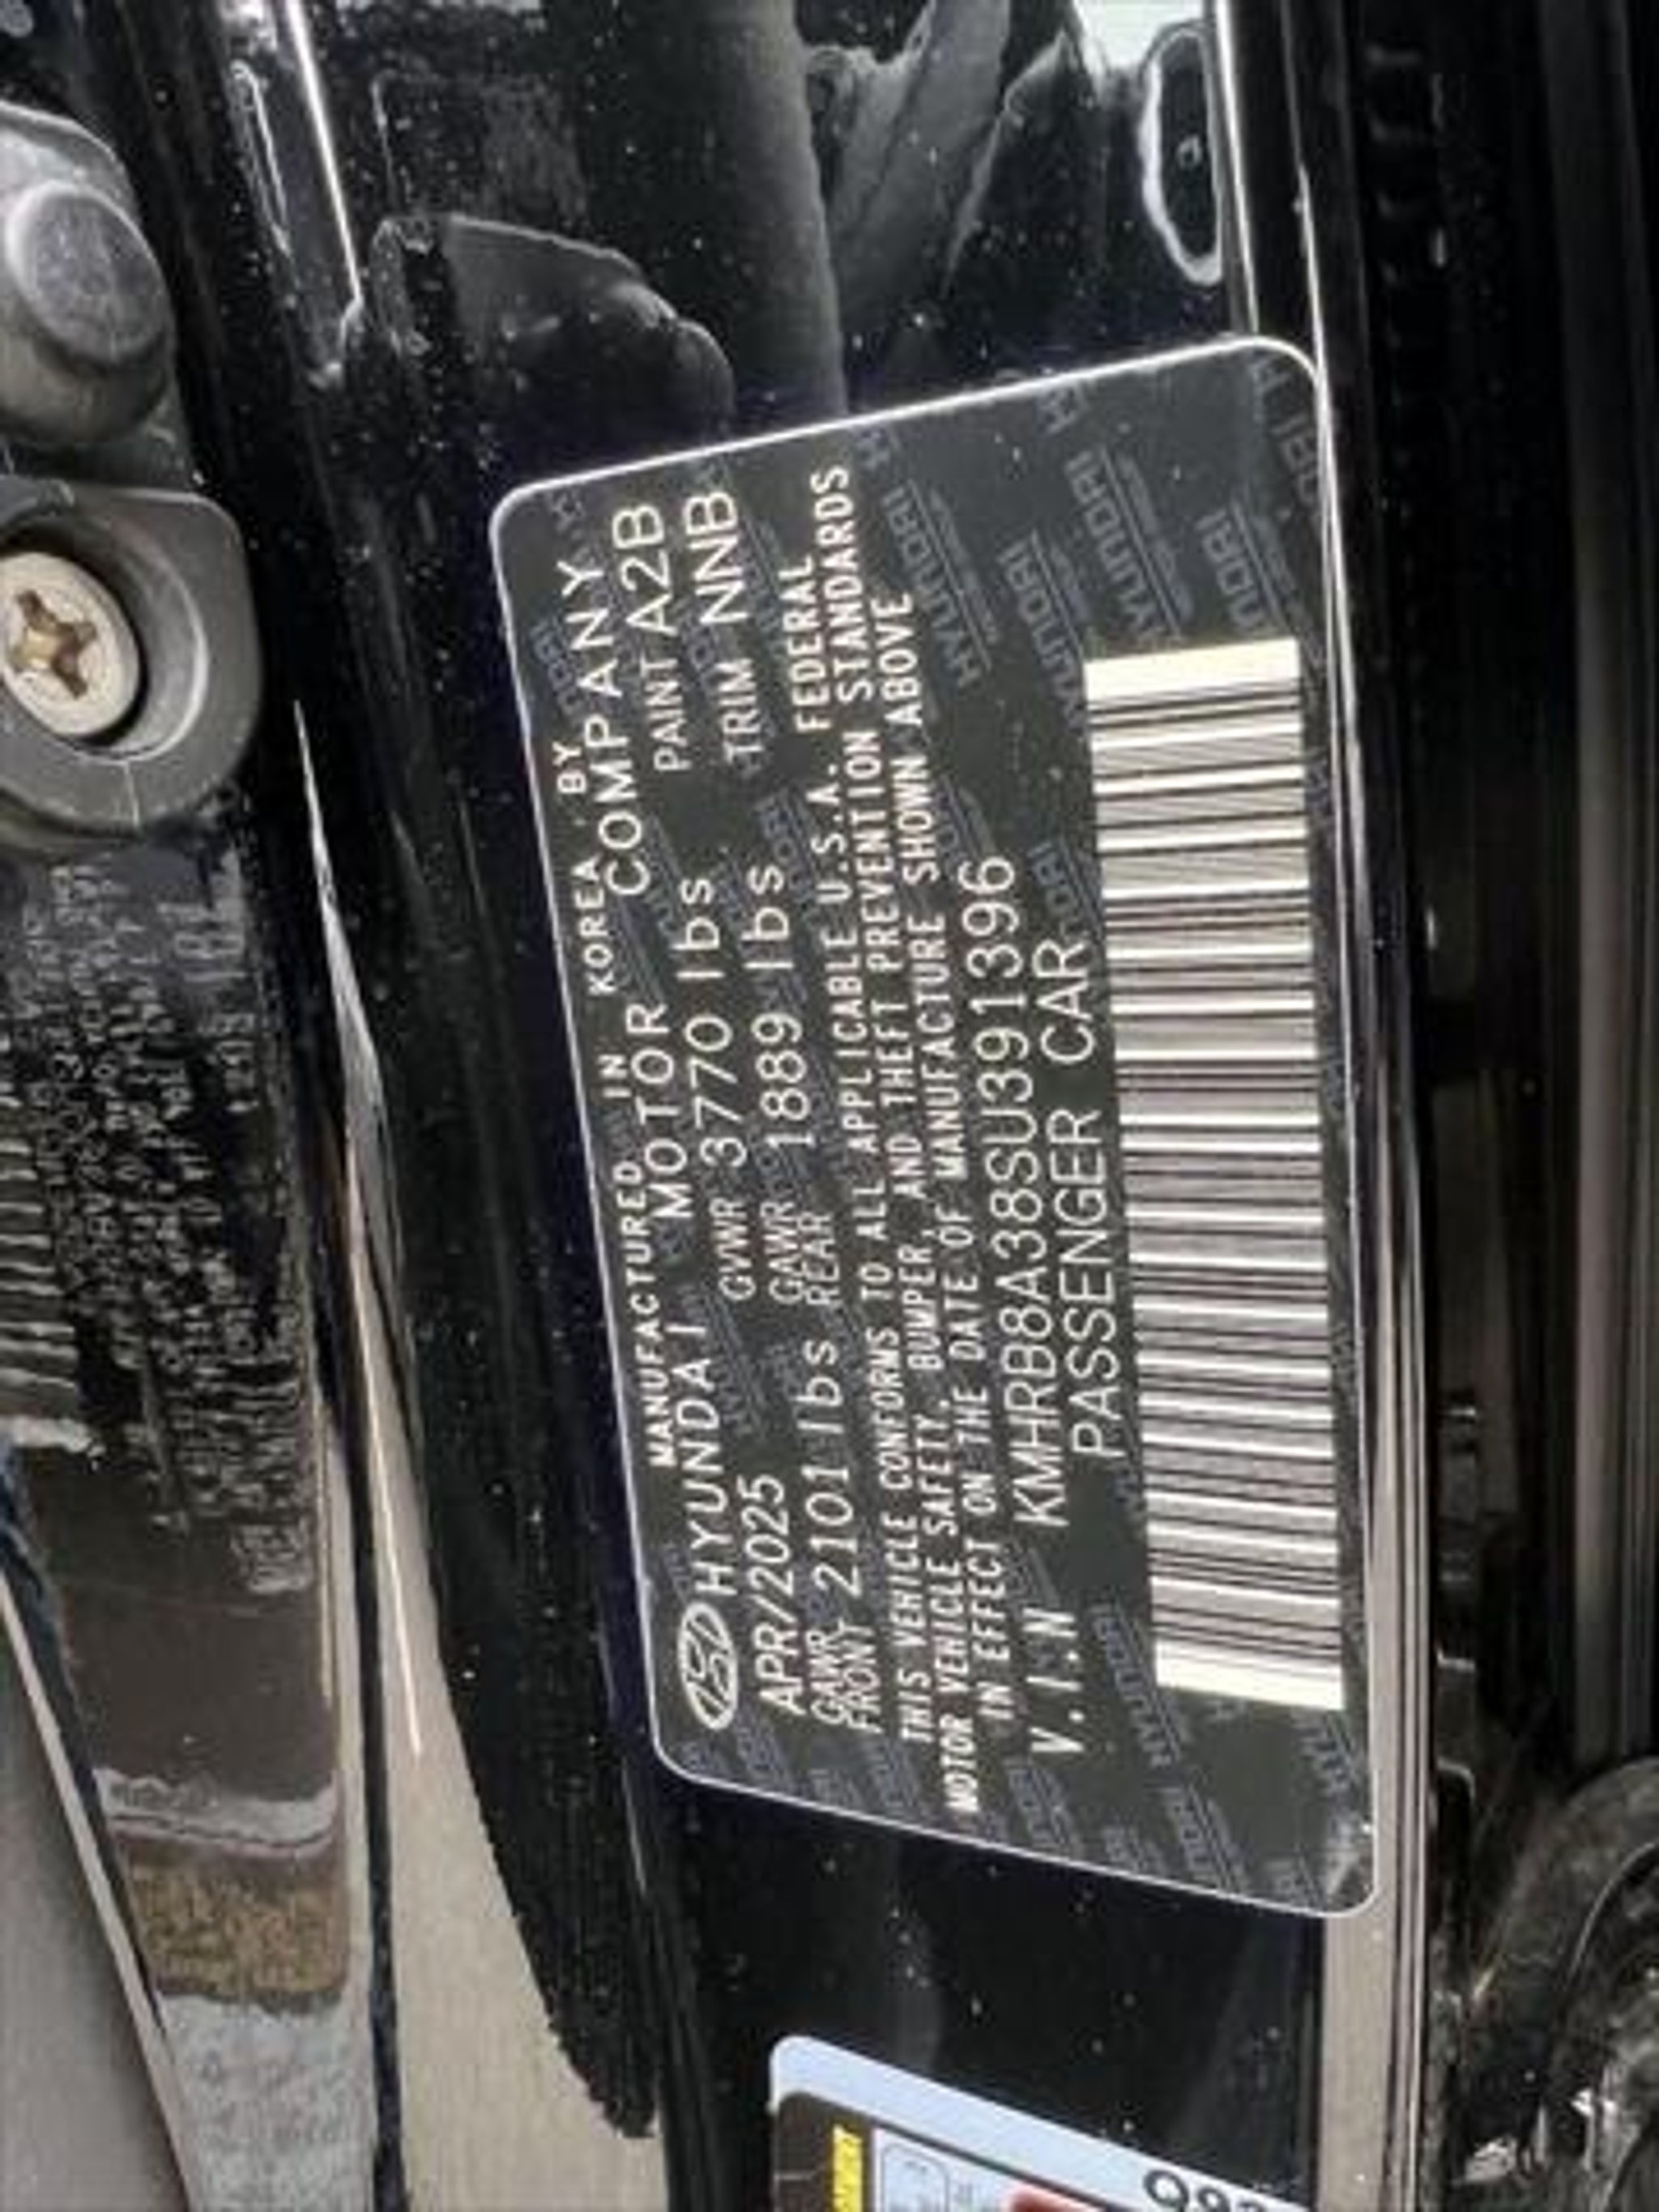 MANUFACTURED IN KOREA BY
HYUNDAI MOTOR COMPANY
APR/2025 GVWR 3770 lbs PAINT A2B
GAWR FRONT 2101 lbs GAWR REAR 1889 lbs TRIM NNB
THIS VEHICLE CONFORMS TO ALL APPLICABLE U.S.A. FEDERAL
MOTOR VEHICLE SAFETY, BUMPER, AND THEFT PREVENTION STANDARDS
IN EFFECT ON THE DATE OF MANUFACTURE SHOWN ABOVE
V.I.N KMHRB8A38SU391396
PASSENGER CAR